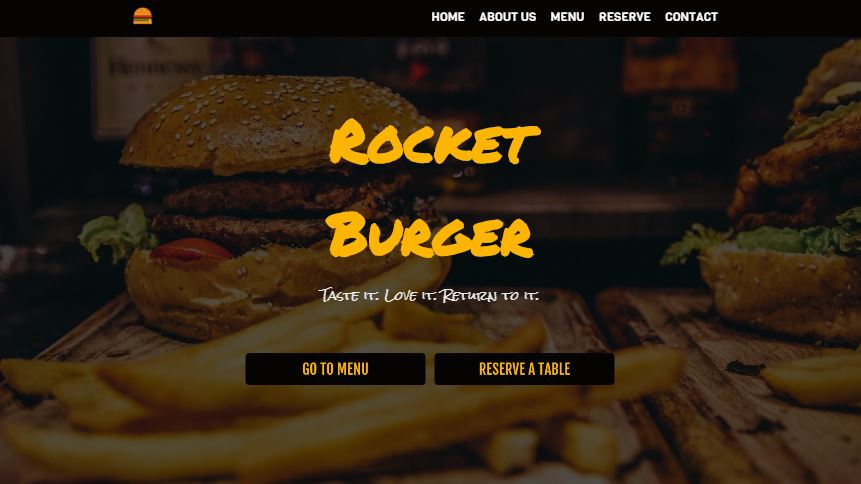 HOME ABOUT US MENU RESERVE CONTACT
Hennessy
Rocket
Burger
Taste it. Love it. Return to it.
GO TO MENU RESERVE A TABLE